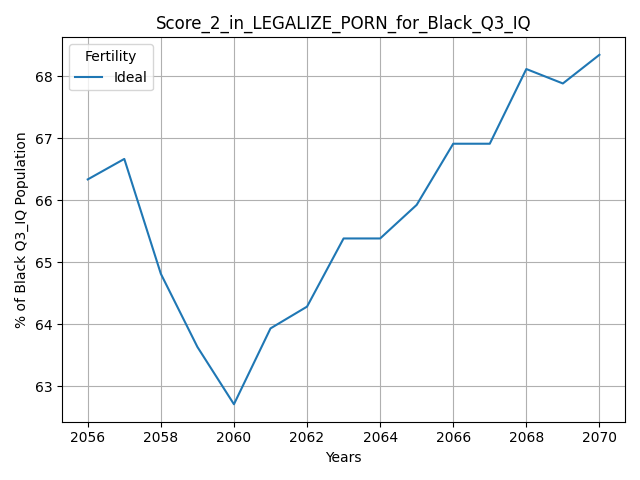 Score_2_in_LEGALIZE_PORN_for_Black_Q3_IQ
Fertility
Ideal
% of Black Q3_IQ Population
68
67
66
65
64
63
2056 2058 2060 2062 2064 2066 2068 2070
Years